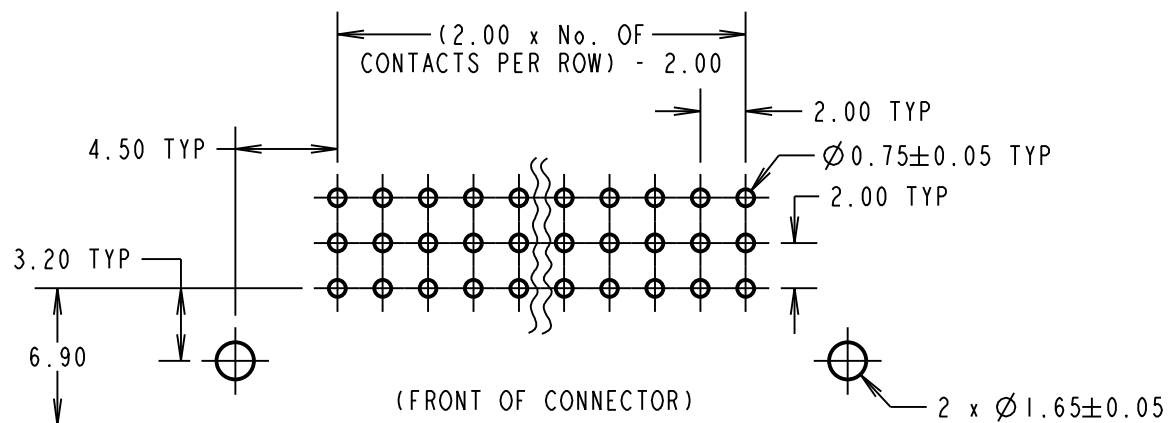 (2.00 x No. OF
CONTACTS PER ROW) - 2.00
2.00 TYP
4.50 TYP
Ø0.75±0.05 TYP
2.00 TYP
3.20 TYP
6.90
(FRONT OF CONNECTOR)
2 x Ø1.65±0.05